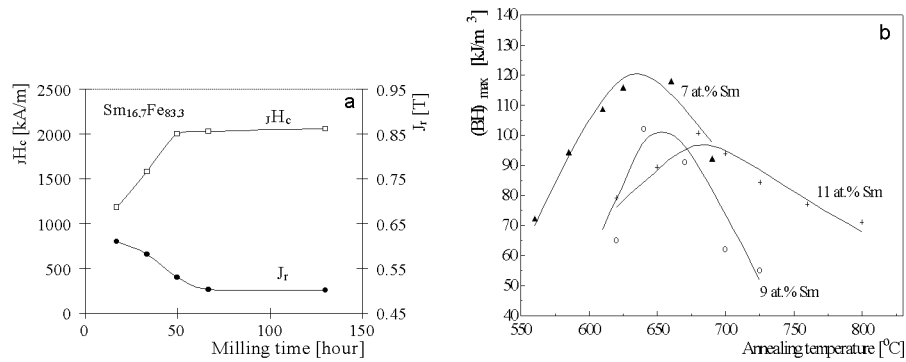 a
Sm16.7Fe83.3
JHc
Jr
JHc [kA/m]
2500
2000
1500
1000
500
0
Jr [T]
0.95
0.85
0.75
0.65
0.55
0.45
0 50 100 150
Milling time [hour]
b
(BH) max [kJ/m3]
140
130
120
110
100
90
80
70
60
50
40
7 at.% Sm
11 at.% Sm
9 at.% Sm
550 600 650 700 750 800
Annealing temperature [°C]